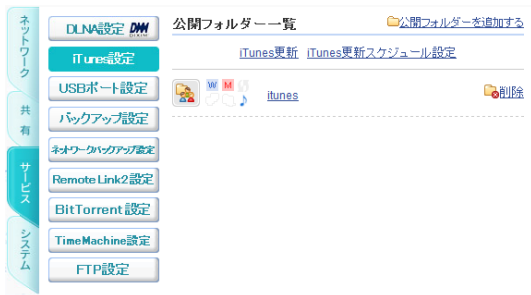 ネットワーク
共有
サービス
システム
DLNA設定
iTunes設定
USBポート設定
バックアップ設定
ネットワークバックアップ設定
Remote Link2設定
BitTorrent設定
TimeMachine設定
FTP設定
公開フォルダー一覧
公開フォルダーを追加する
iTunes更新 iTunes更新スケジュール設定
W M
itunes
削除